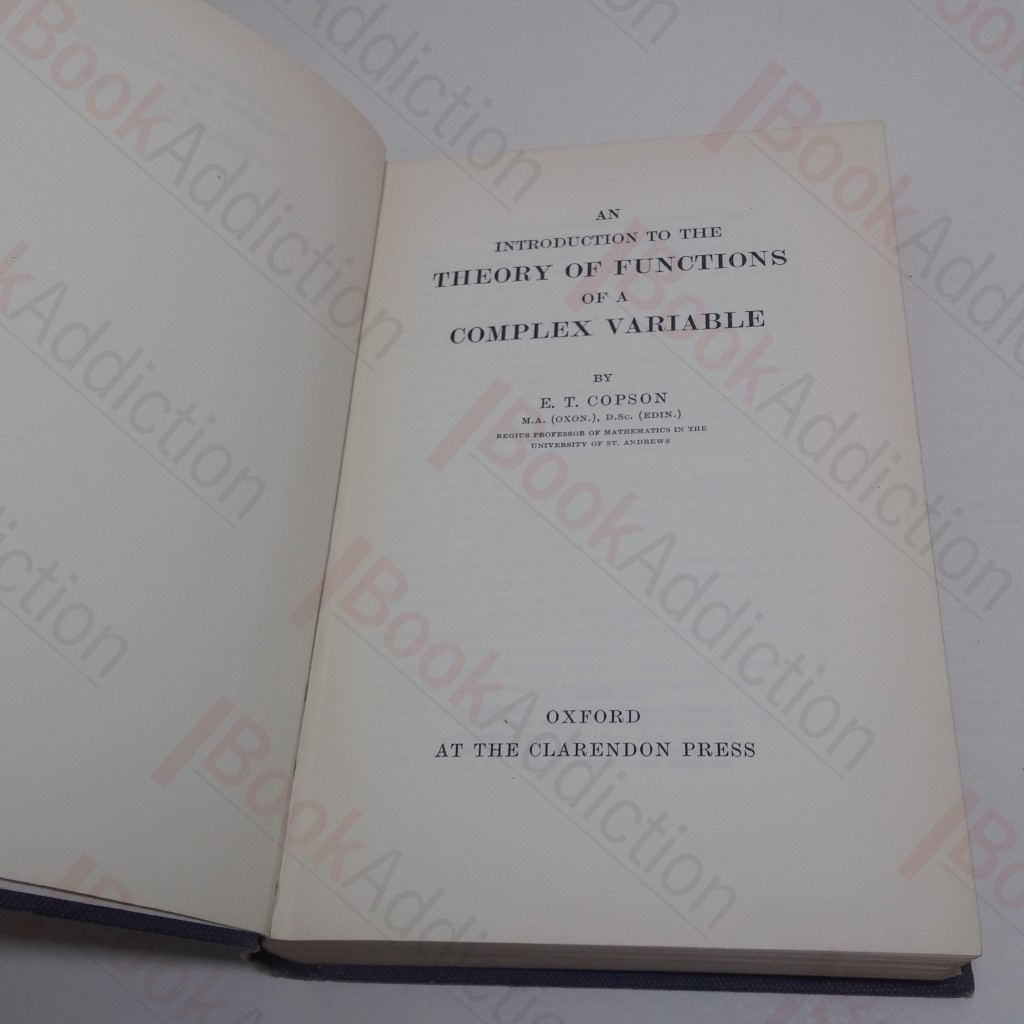 AN
INTRODUCTION TO THE
THEORY OF FUNCTIONS
OF A
COMPLEX VARIABLE
BY
E. T. COPSON
M.A. (OXON.), D.Sc. (EDIN.)
REGIUS PROFESSOR OF MATHEMATICS IN THE
UNIVERSITY OF ST. ANDREWS
OXFORD
AT THE CLARENDON PRESS
BookAddiction